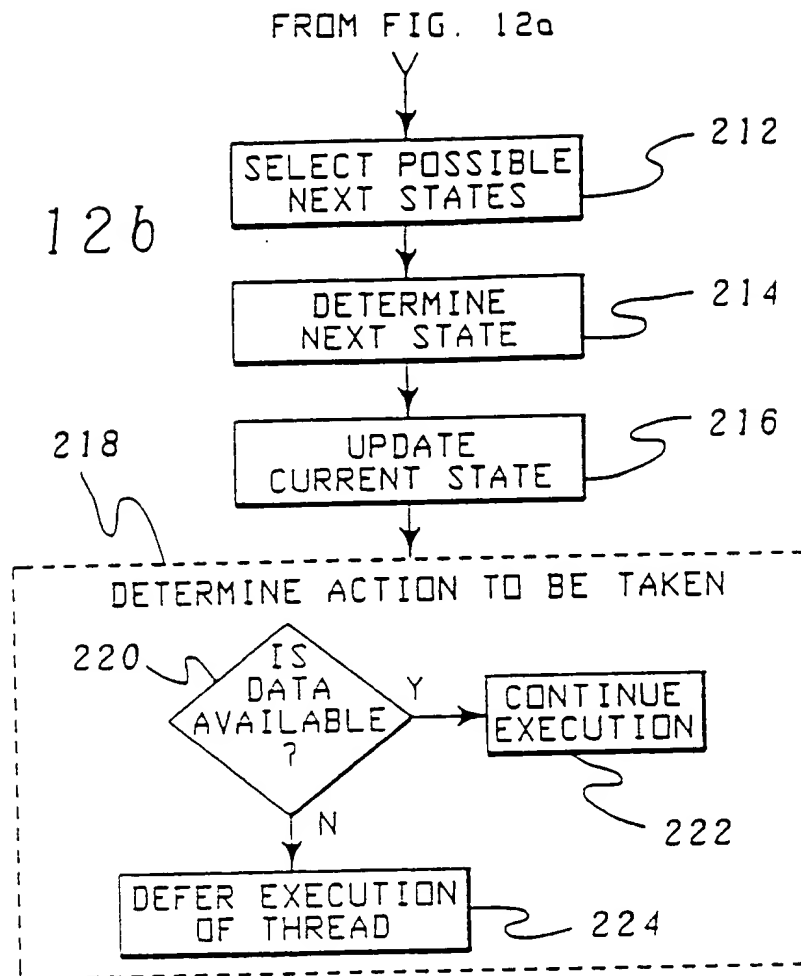 FROM FIG. 12a
212
SELECT POSSIBLE
NEXT STATES
12b
214
DETERMINE
NEXT STATE
216
218
UPDATE
CURRENT STATE
DETERMINE ACTION TO BE TAKEN
220
IS
DATA
AVAILABLE
?
Y
CONTINUE
EXECUTION
N
222
DEFER EXECUTION
OF THREAD
224